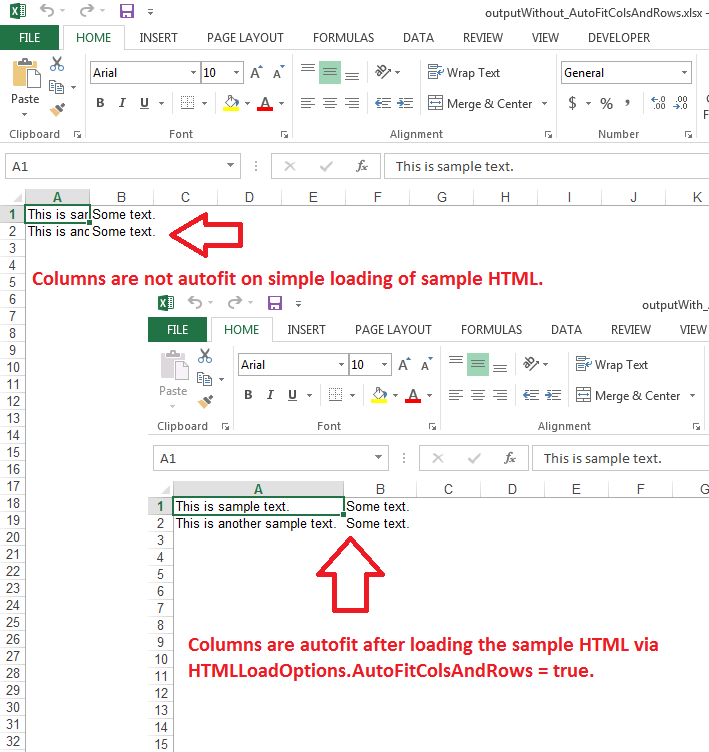 outputWithout_AutoFitColsAndRows.xlsx -
FILE HOME INSERT PAGE LAYOUT FORMULAS DATA REVIEW VIEW DEVELOPER
Arial 10 A A Wrap Text General
Paste B I U A Merge & Center $ % , .0 .00 .00 .0
Clipboard Font Alignment Number
A1 fx This is sample text.
A B C D E F G H I J K
1 This is sar Some text.
2 This is anc Some text.
3
4
5 Columns are not autofit on simple loading of sample HTML.
6 outputWith_
7
8 FILE HOME INSERT PAGE LAYOUT FORMULAS DATA REVIEW VIEW
9
10 Arial 10 A A Wrap Text
11 Paste
12 B I U A Merge & Center
13
14 Clipboard Font Alignment
15
16 A1 fx This is sample text.
17
18 A B C D E F G
19 1 This is sample text. Some text.
20 2 This is another sample text. Some text.
21 3
22 4
23 5
24 6
25 7
26 8
27 9 Columns are autofit after loading the sample HTML via
28 10 HTMLLoadOptions.AutoFitColsAndRows = true.
29 11
30 12
31 13
32 14
15